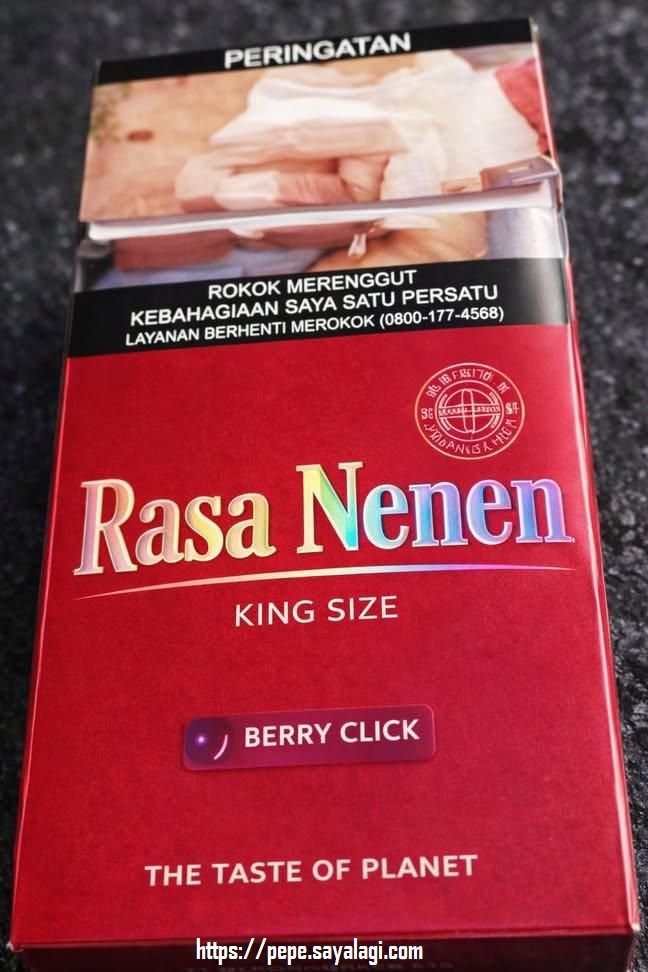 PERINGATAN
ROKOK MERENGGUT
KEBAHAGIAAN SAYA SATU PERSATU
LAYANAN BERHENTI MEROKOK (0800-177-4568)
Rasa Nenen
KING SIZE
BERRY CLICK
THE TASTE OF PLANET
https://pepe.sayalagi.com